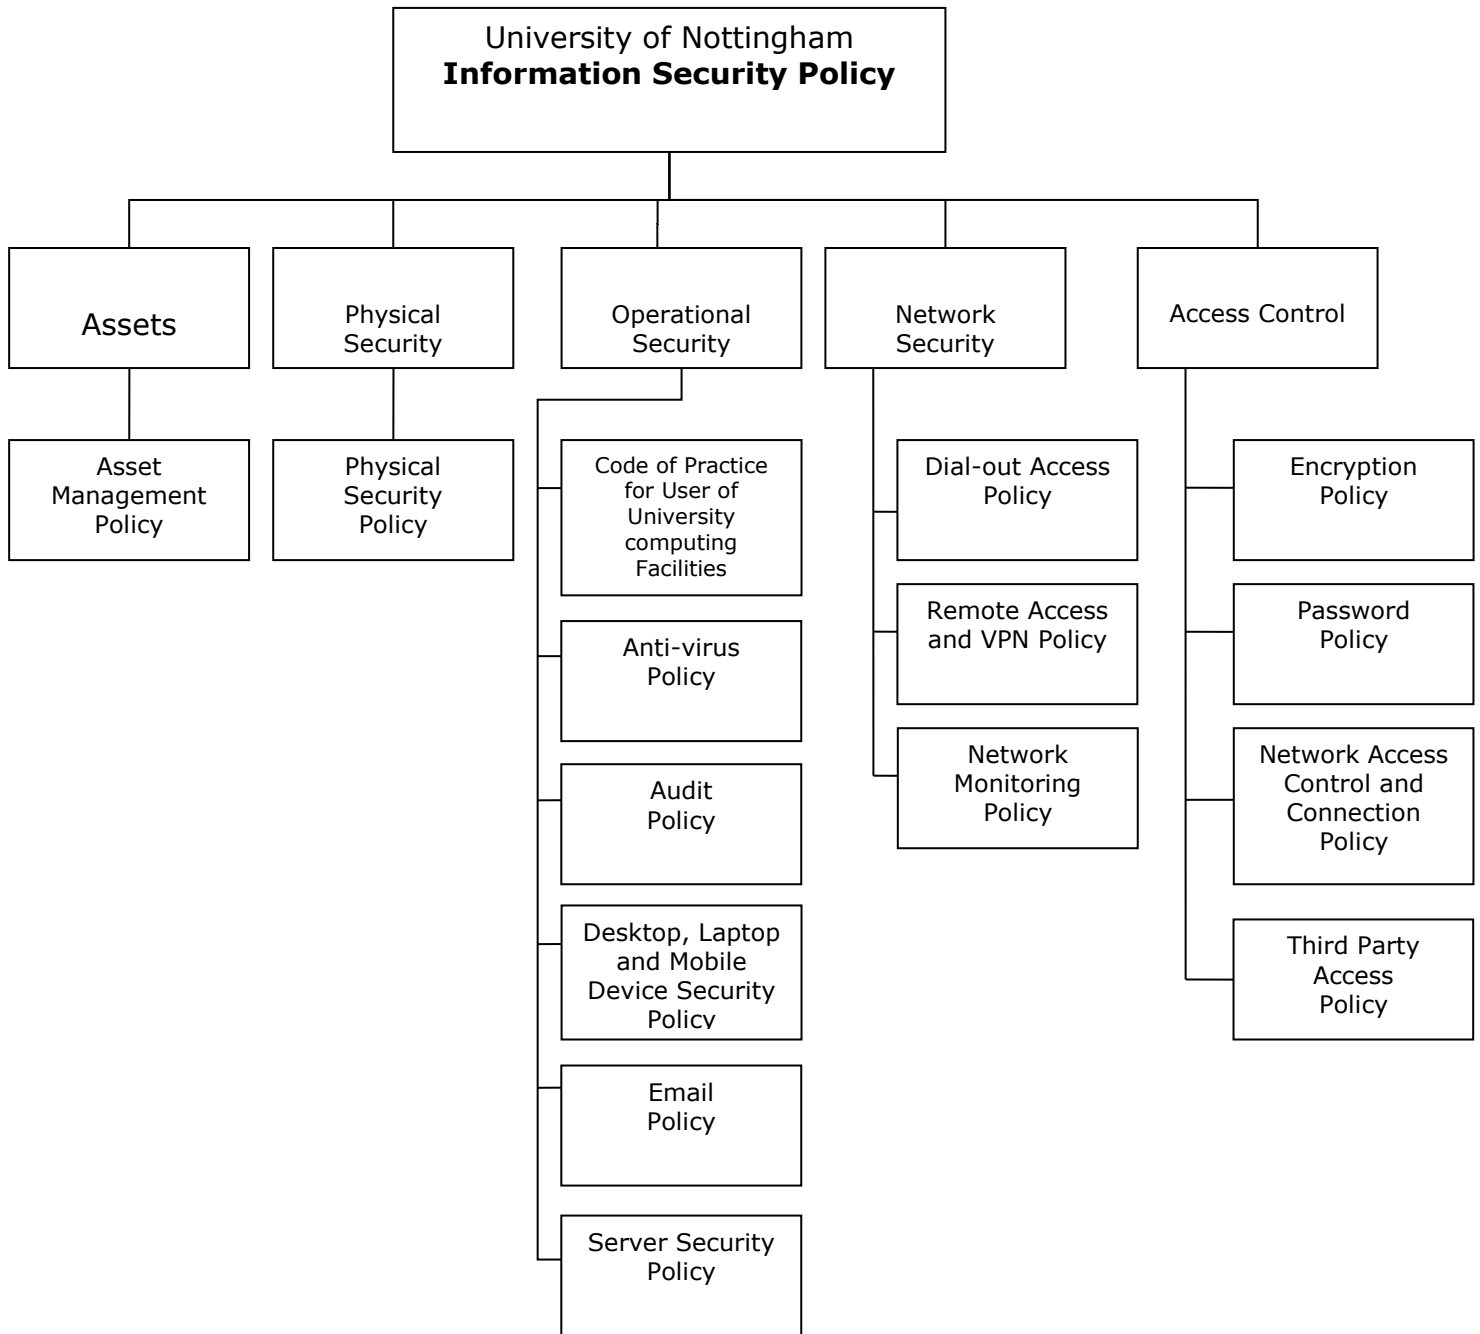 University of Nottingham
Information Security Policy
Assets
Physical
Security
Operational
Security
Network
Security
Access Control
Asset
Management
Policy
Physical
Security
Policy
Code of Practice
for User of
University
computing
Facilities
Anti-virus
Policy
Audit
Policy
Desktop, Laptop
and Mobile
Device Security
Policy
Email
Policy
Server Security
Policy
Dial-out Access
Policy
Remote Access
and VPN Policy
Network
Monitoring
Policy
Encryption
Policy
Password
Policy
Network Access
Control and
Connection
Policy
Third Party
Access
Policy